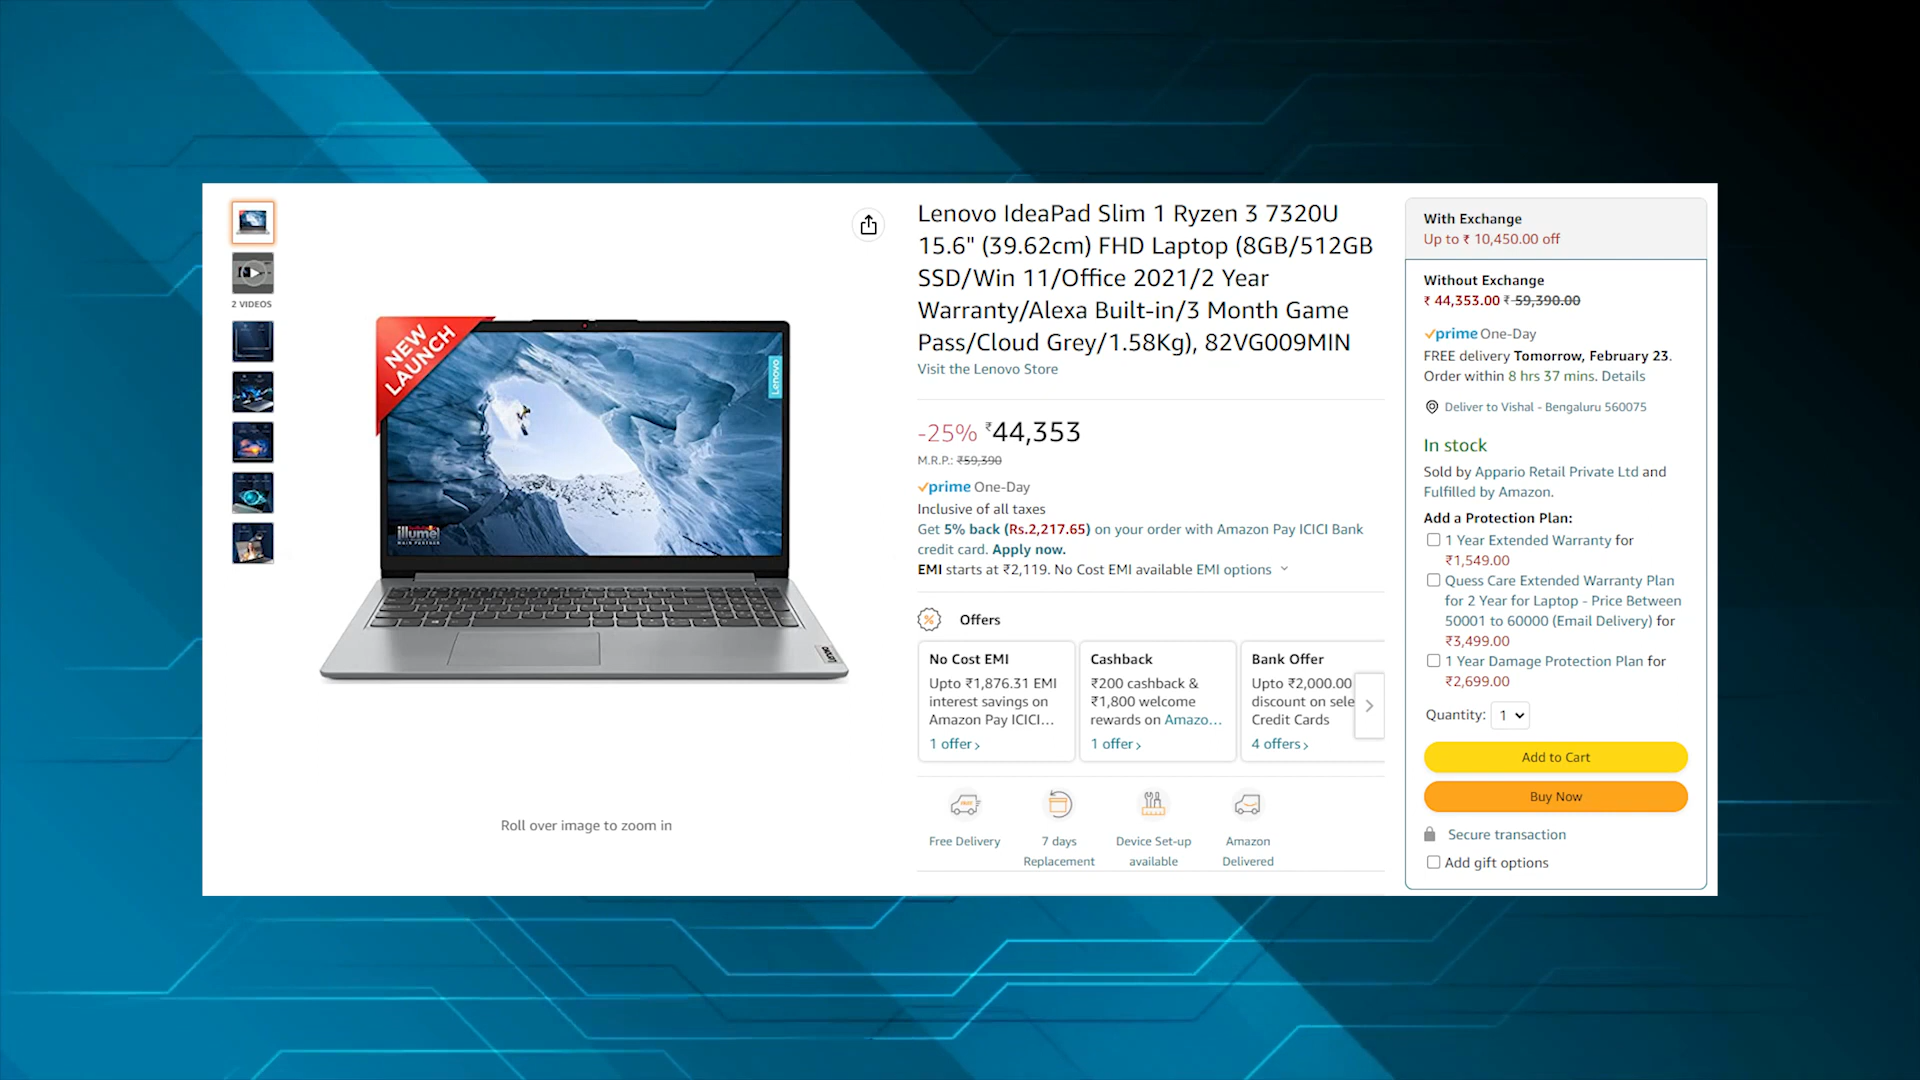 2 VIDEOS
NEW
LAUNCH
Lenovo
illume
Lenovo
Roll over image to zoom in
Lenovo IdeaPad Slim 1 Ryzen 3 7320U
15.6" (39.62cm) FHD Laptop (8GB/512GB
SSD/Win 11/Office 2021/2 Year
Warranty/Alexa Built-in/3 Month Game
Pass/Cloud Grey/1.58Kg), 82VG009MIN
Visit the Lenovo Store
-25% ₹44,353
M.R.P.: ₹59,390
prime One-Day
Inclusive of all taxes
Get 5% back (Rs.2,217.65) on your order with Amazon Pay ICICI Bank
credit card. Apply now.
EMI starts at ₹2,119. No Cost EMI available EMI options
Offers
No Cost EMI
Upto ₹1,876.31 EMI
interest savings on
Amazon Pay ICICI…
1 offer
Cashback
₹200 cashback &
₹1,800 welcome
rewards on Amazo…
1 offer
Bank Offer
Upto ₹2,000.00
discount on sele
Credit Cards
4 offers
Free Delivery
7 days
Replacement
Device Set-up
available
Amazon
Delivered
With Exchange
Up to ₹ 10,450.00 off
Without Exchange
₹ 44,353.00 ₹ 59,390.00
prime One-Day
FREE delivery Tomorrow, February 23.
Order within 8 hrs 37 mins. Details
Deliver to Vishal - Bengaluru 560075
In stock
Sold by Appario Retail Private Ltd and
Fulfilled by Amazon.
Add a Protection Plan:
1 Year Extended Warranty for
₹1,549.00
Quess Care Extended Warranty Plan
for 2 Year for Laptop - Price Between
50001 to 60000 (Email Delivery) for
₹3,499.00
1 Year Damage Protection Plan for
₹2,699.00
Quantity: 1
Add to Cart
Buy Now
Secure transaction
Add gift options